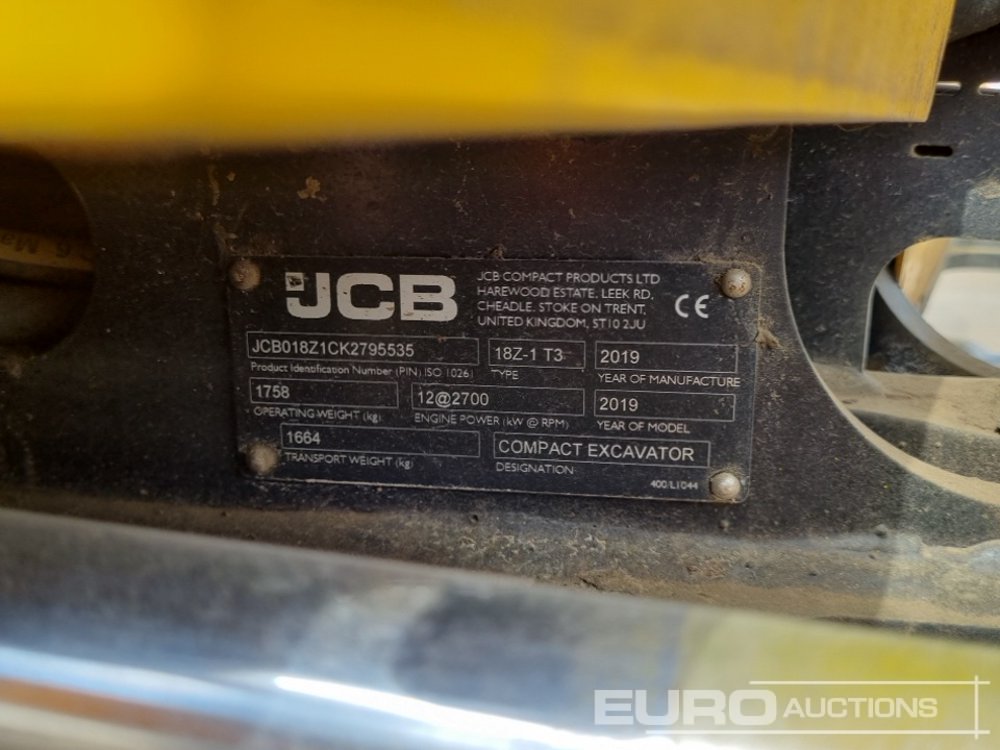 JCB
JCB COMPACT PRODUCTS LTD
HAREWOOD ESTATE, LEEK RD,
CHEADLE. STOKE ON TRENT,
UNITED KINGDOM, ST10 2JU
CE
JCB018Z1CK2795535
Product Identification Number (PIN) ISO 10261
18Z-1 T3
TYPE
2019
YEAR OF MANUFACTURE
1758
OPERATING WEIGHT (kg)
12@2700
ENGINE POWER (kW @ RPM)
2019
YEAR OF MODEL
1664
TRANSPORT WEIGHT (kg)
COMPACT EXCAVATOR
DESIGNATION
400/L1044
EURO AUCTIONS